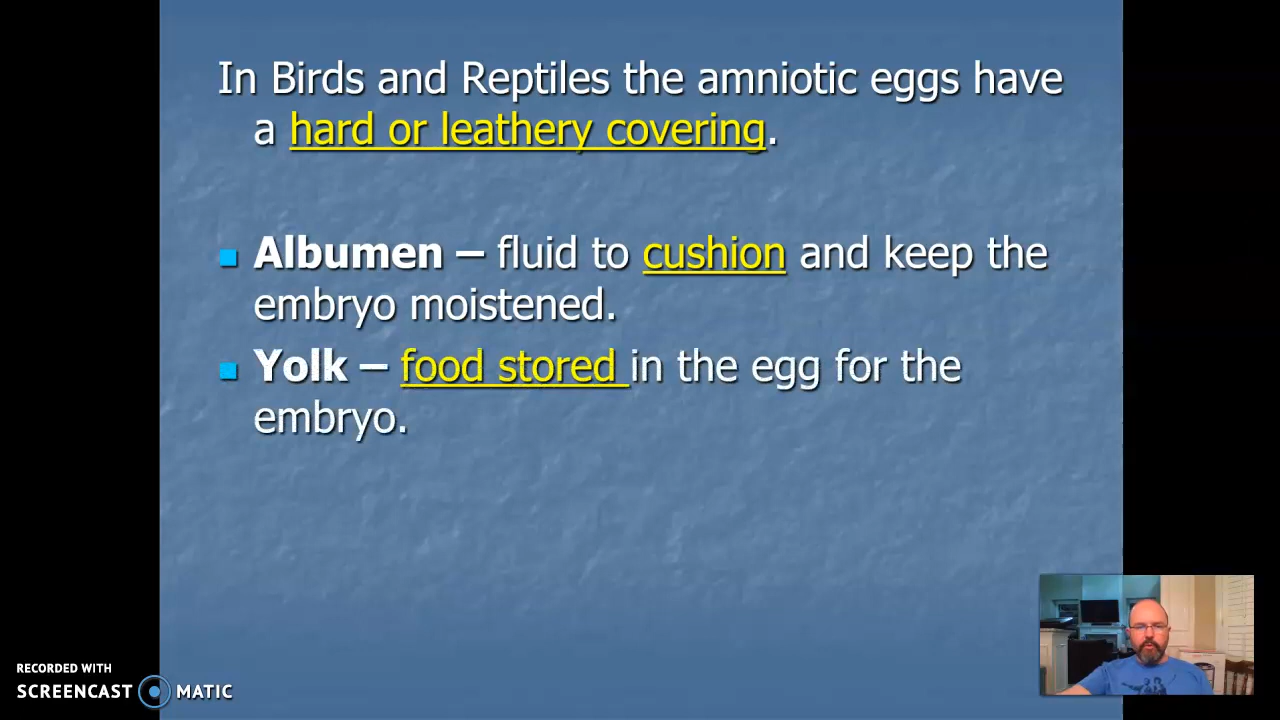 In Birds and Reptiles the amniotic eggs have
a hard or leathery covering.
Albumen – fluid to cushion and keep the
embryo moistened.
Yolk – food stored in the egg for the
embryo.
RECORDED WITH
SCREENCAST MATIC